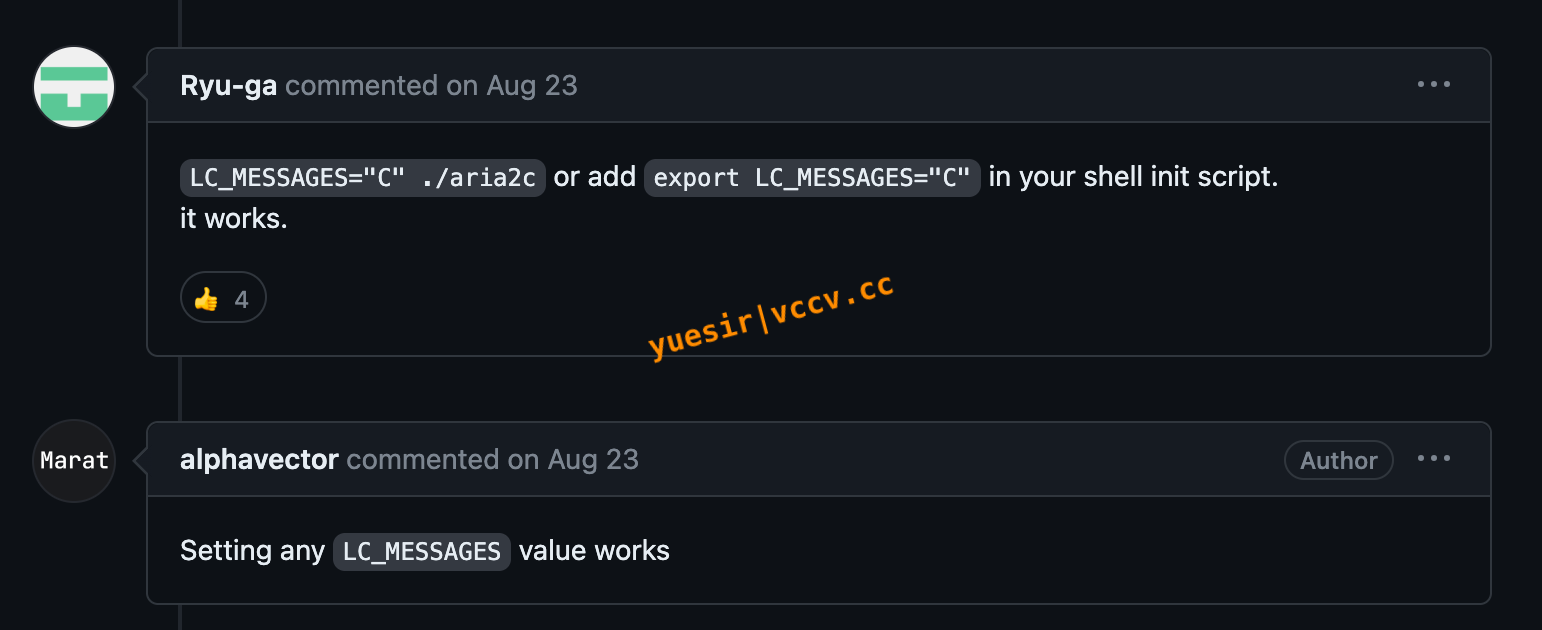 Ryu-ga commented on Aug 23
LC_MESSAGES="C" ./aria2c or add export LC_MESSAGES="C" in your shell init script.
it works.
👍 4
yuesir|vccv.cc
Marat
alphavector commented on Aug 23
Author
Setting any LC_MESSAGES value works